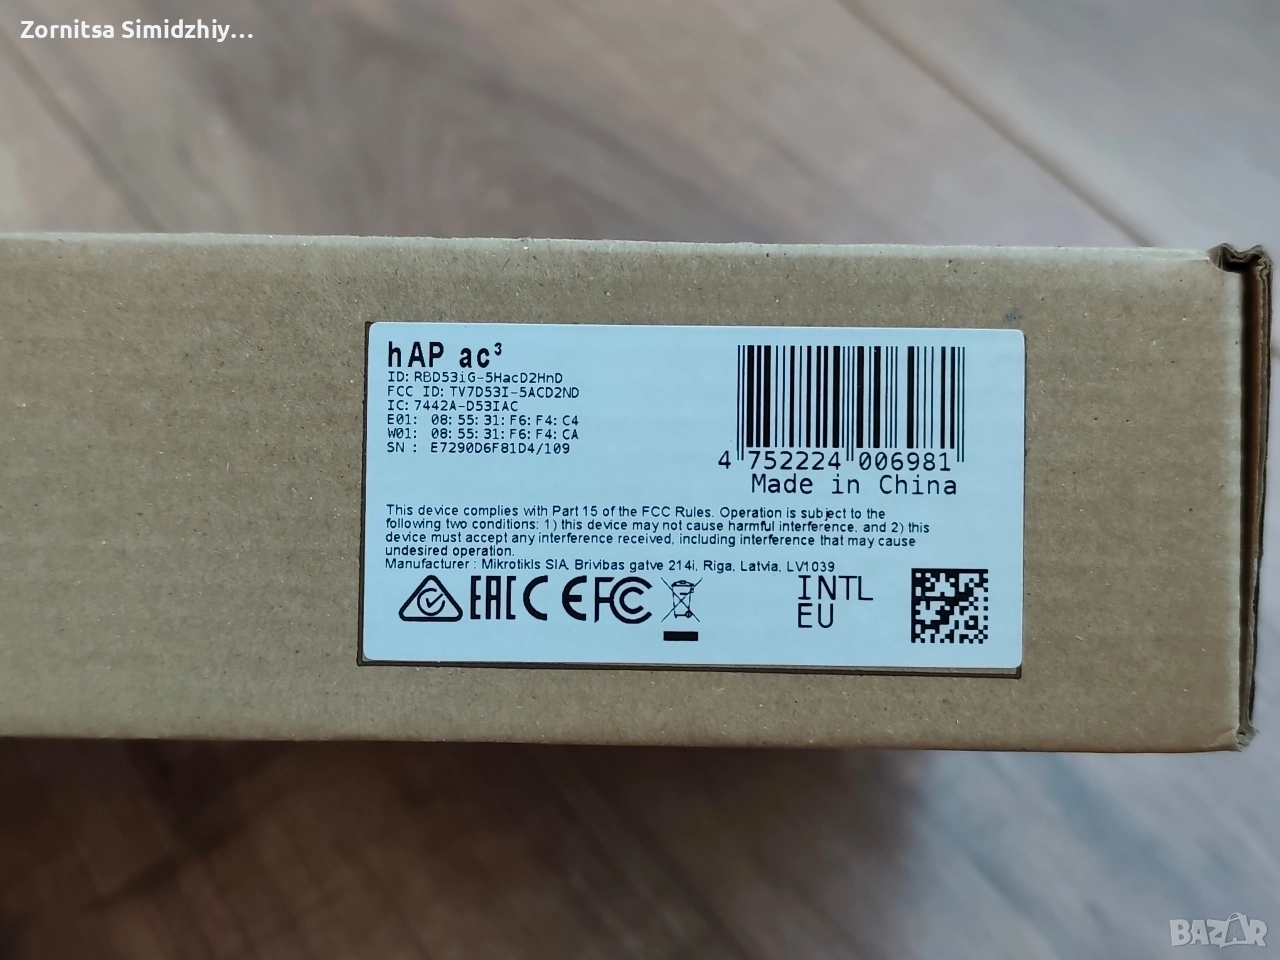 Zornitsa Simidzhiy...
hAP ac³
ID: RBD53iG-5HacD2HnD
FCC ID: TV7D53I-5ACD2ND
IC: 7442A-D53IAC
E01: 08:55:31:F6:F4:C4
W01: 08:55:31:F6:F4:CA
SN : E7290D6F81D4/109
4 752224 006981
Made in China
This device complies with Part 15 of the FCC Rules. Operation is subject to the
following two conditions: 1) this device may not cause harmful interference, and 2) this
device must accept any interference received, including interference that may cause
undesired operation.
Manufacturer : Mikrotikls SIA, Brivibas gatve 214i, Riga, Latvia, LV1039
EAC CE FC
INTL
EU
BAZAR